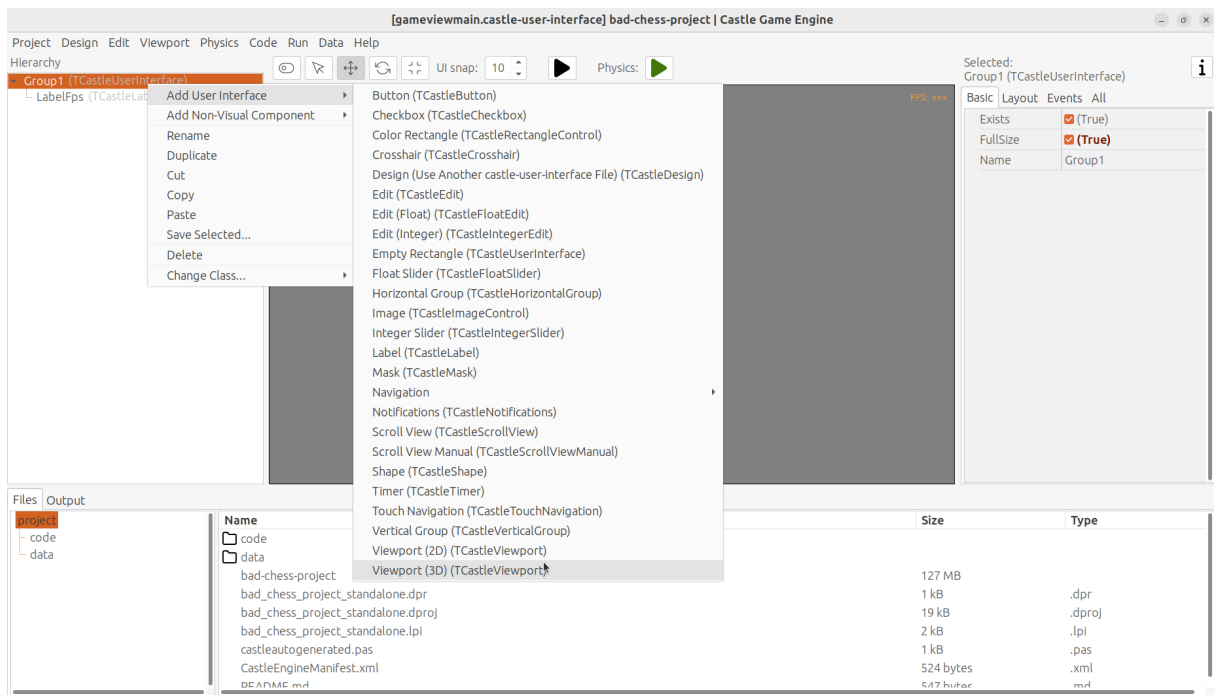 [gameviewmain.castle-user-interface] bad-chess-project | Castle Game Engine
Project Design Edit Viewport Physics Code Run Data Help
Hierarchy
Group1 (TCastleUserInterface)
LabelFps (TCastleLab
UI snap: 10
Physics:
Selected:
Group1 (TCastleUserInterface)
Basic Layout Events All
Exists (True)
FullSize (True)
Name Group1
FPS: xxx
Add User Interface
Add Non-Visual Component
Rename
Duplicate
Cut
Copy
Paste
Save Selected...
Delete
Change Class...
Button (TCastleButton)
Checkbox (TCastleCheckbox)
Color Rectangle (TCastleRectangleControl)
Crosshair (TCastleCrosshair)
Design (Use Another castle-user-interface File) (TCastleDesign)
Edit (TCastleEdit)
Edit (Float) (TCastleFloatEdit)
Edit (Integer) (TCastleIntegerEdit)
Empty Rectangle (TCastleUserInterface)
Float Slider (TCastleFloatSlider)
Horizontal Group (TCastleHorizontalGroup)
Image (TCastleImageControl)
Integer Slider (TCastleIntegerSlider)
Label (TCastleLabel)
Mask (TCastleMask)
Navigation
Notifications (TCastleNotifications)
Scroll View (TCastleScrollView)
Scroll View Manual (TCastleScrollViewManual)
Shape (TCastleShape)
Timer (TCastleTimer)
Touch Navigation (TCastleTouchNavigation)
Vertical Group (TCastleVerticalGroup)
Viewport (2D) (TCastleViewport)
Viewport (3D) (TCastleViewport)
Files Output
project
code
data
Name Size Type
code
data
bad-chess-project 127 MB
bad_chess_project_standalone.dpr 1 kB .dpr
bad_chess_project_standalone.dproj 19 kB .dproj
bad_chess_project_standalone.lpi 2 kB .lpi
castleautogenerated.pas 1 kB .pas
CastleEngineManifest.xml 524 bytes .xml
README.md 547 bytes .md